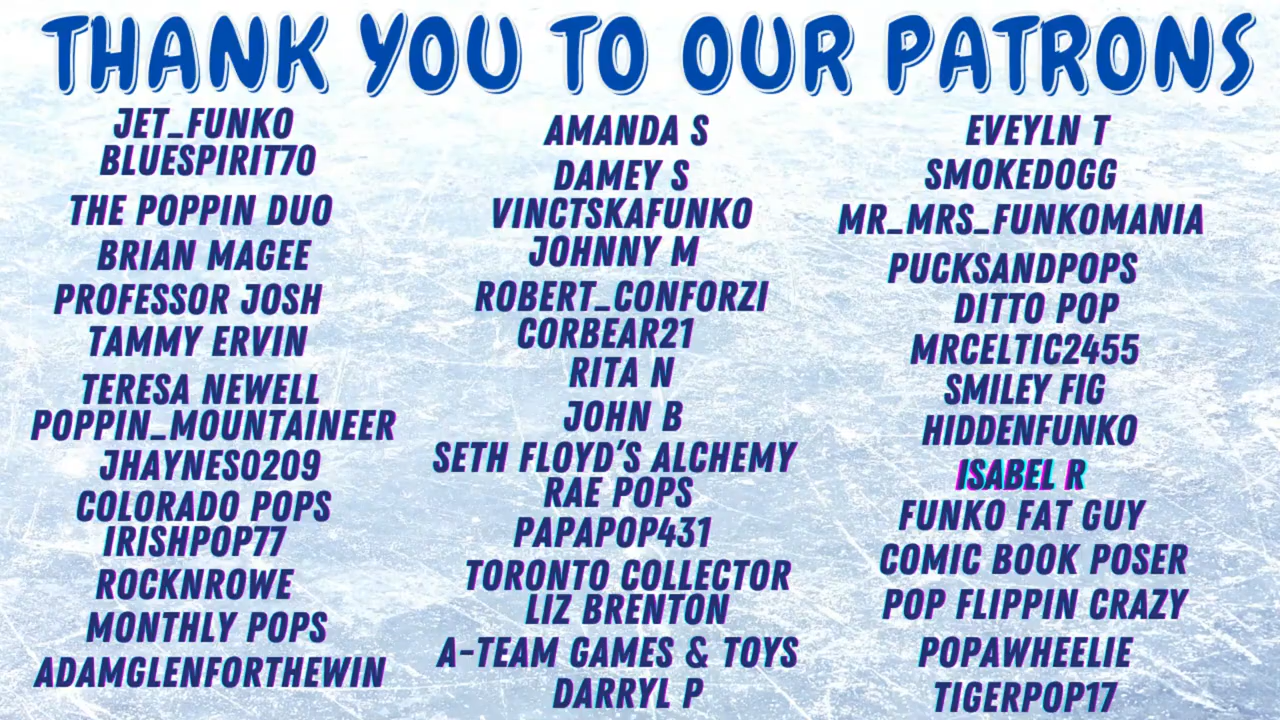 THANK YOU TO OUR PATRONS
JET_FUNKO
BLUESPIRIT70
THE POPPIN DUO
BRIAN MAGEE
PROFESSOR JOSH
TAMMY ERVIN
TERESA NEWELL
POPPIN_MOUNTAINEER
JHAYNES0209
COLORADO POPS
IRISHPOP77
ROCKNROWE
MONTHLY POPS
ADAMGLENFORTHEWIN
AMANDA S
DAMEY S
VINCTSKAFUNKO
JOHNNY M
ROBERT_CONFORZI
CORBEAR21
RITA N
JOHN B
SETH FLOYD'S ALCHEMY
RAE POPS
PAPAPOP431
TORONTO COLLECTOR
LIZ BRENTON
A-TEAM GAMES & TOYS
DARRYL P
EVEYLN T
SMOKEDOGG
MR_MRS_FUNKOMANIA
PUCKSANDPOPS
DITTO POP
MRCELTIC2455
SMILEY FIG
HIDDENFUNKO
ISABEL R
FUNKO FAT GUY
COMIC BOOK POSER
POP FLIPPIN CRAZY
POPAWHEELIE
TIGERPOP17